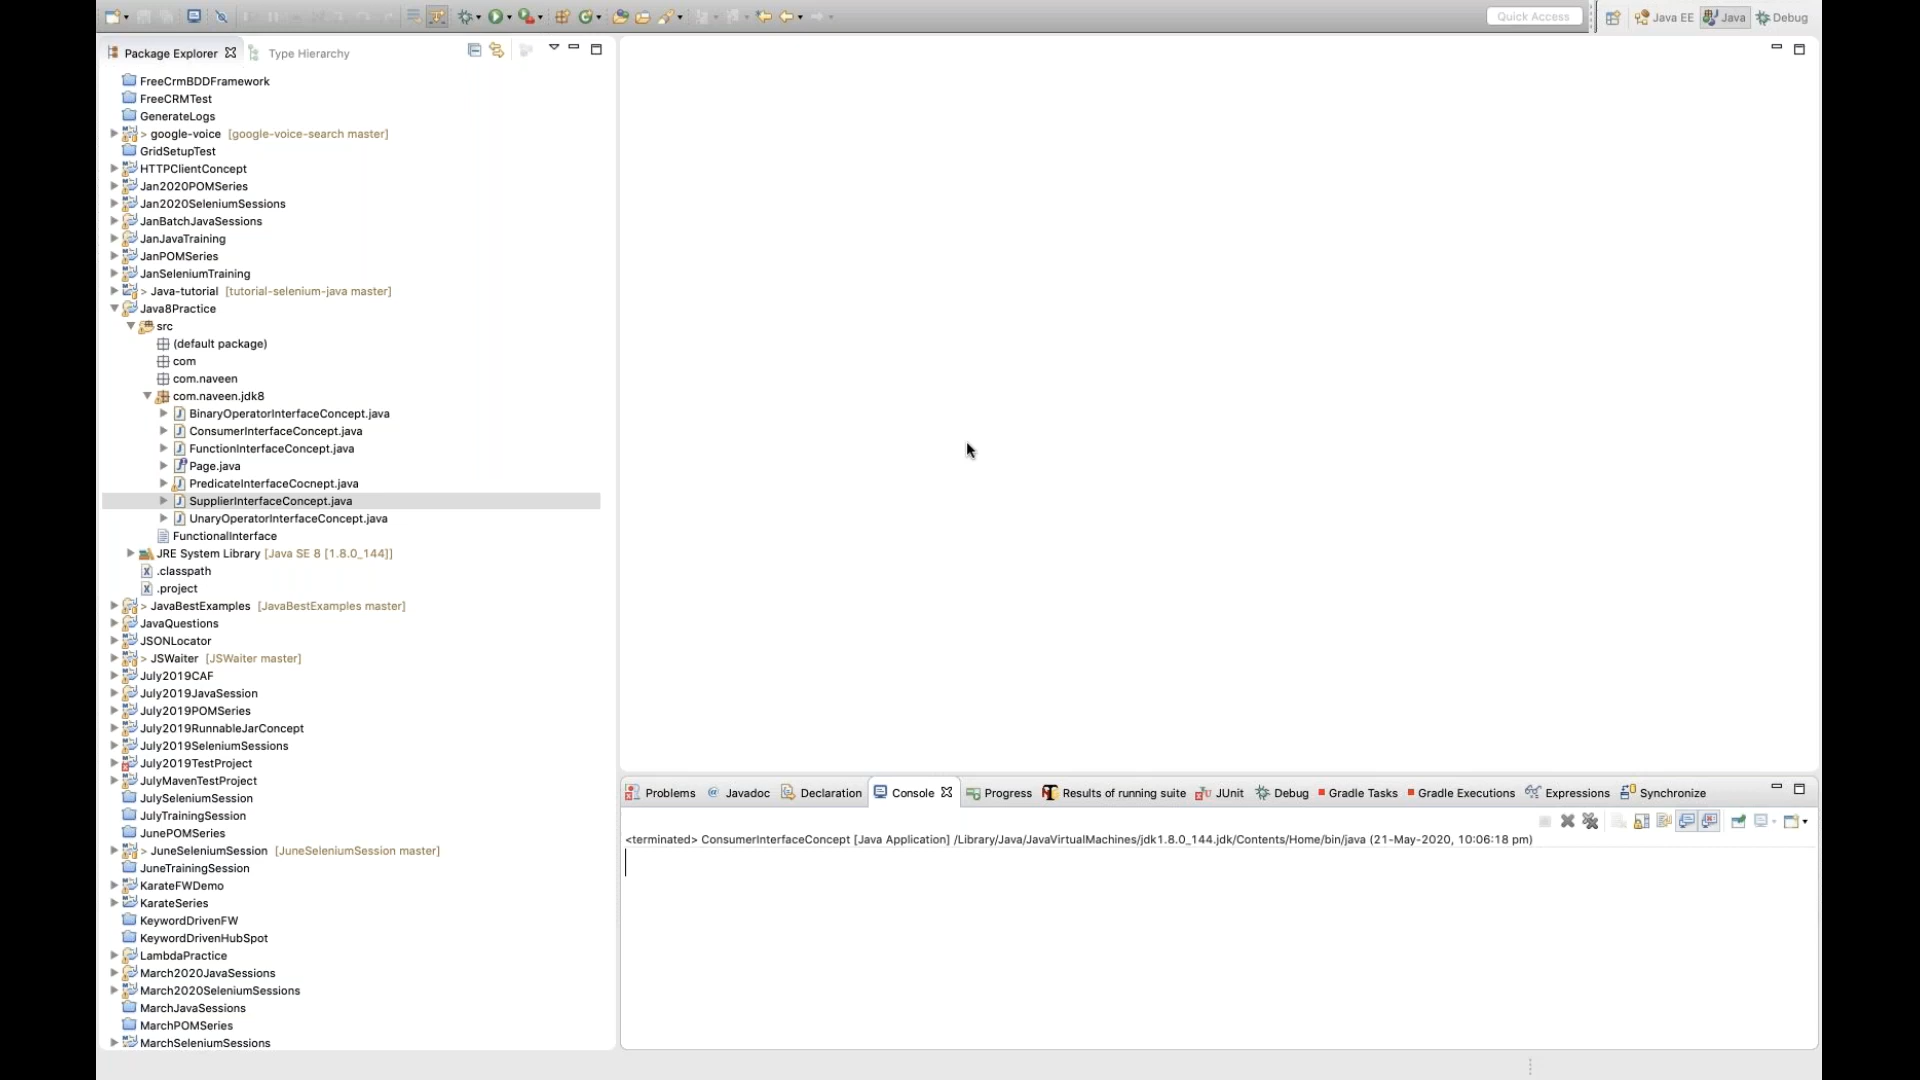 Quick Access
Java EE
Java
Debug
Package Explorer
Type Hierarchy
FreeCrmBDDFramework
FreeCRMTest
GenerateLogs
> google-voice [google-voice-search master]
GridSetupTest
HTTPClientConcept
Jan2020POMSeries
Jan2020SeleniumSessions
JanBatchJavaSessions
JanJavaTraining
JanPOMSeries
JanSeleniumTraining
> Java-tutorial [tutorial-selenium-java master]
Java8Practice
src
(default package)
com
com.naveen
com.naveen.jdk8
BinaryOperatorInterfaceConcept.java
ConsumerInterfaceConcept.java
FunctionInterfaceConcept.java
Page.java
PredicateInterfaceCocnept.java
SupplierInterfaceConcept.java
UnaryOperatorInterfaceConcept.java
FunctionalInterface
JRE System Library [Java SE 8 [1.8.0_144]]
.classpath
.project
> JavaBestExamples [JavaBestExamples master]
JavaQuestions
JSONLocator
> JSWaiter [JSWaiter master]
July2019CAF
July2019JavaSession
July2019POMSeries
July2019RunnableJarConcept
July2019SeleniumSessions
July2019TestProject
JulyMavenTestProject
JulySeleniumSession
JulyTrainingSession
JunePOMSeries
> JuneSeleniumSession [JuneSeleniumSession master]
JuneTrainingSession
KarateFWDemo
KarateSeries
KeywordDrivenFW
KeywordDrivenHubSpot
LambdaPractice
March2020JavaSessions
March2020SeleniumSessions
MarchJavaSessions
MarchPOMSeries
MarchSeleniumSessions
Problems
Javadoc
Declaration
Console
Progress
Results of running suite
JUnit
Debug
Gradle Tasks
Gradle Executions
Expressions
Synchronize
<terminated> ConsumerInterfaceConcept [Java Application] /Library/Java/JavaVirtualMachines/jdk1.8.0_144.jdk/Contents/Home/bin/java (21-May-2020, 10:06:18 pm)